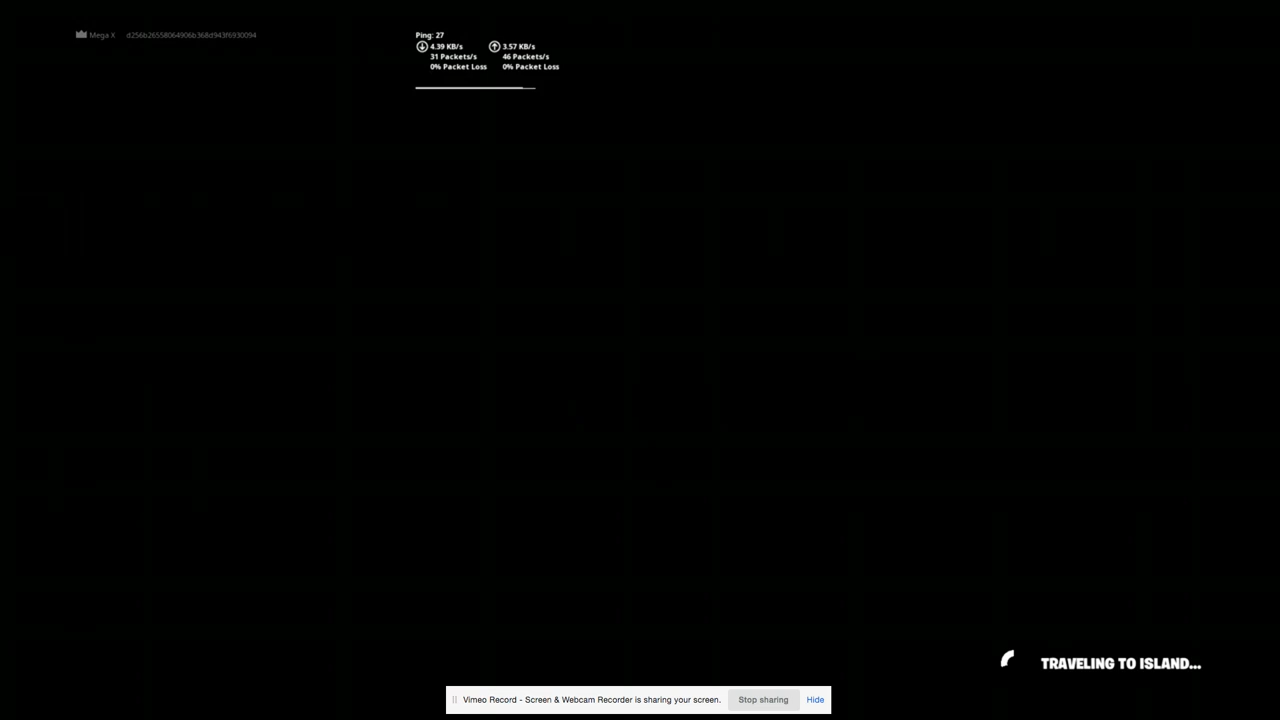 Mega X d256b26558064906b368d943f6930094
Ping: 27
4.39 KB/s 3.57 KB/s
31 Packets/s 46 Packets/s
0% Packet Loss 0% Packet Loss
TRAVELING TO ISLAND...
Vimeo Record - Screen & Webcam Recorder is sharing your screen. Stop sharing Hide